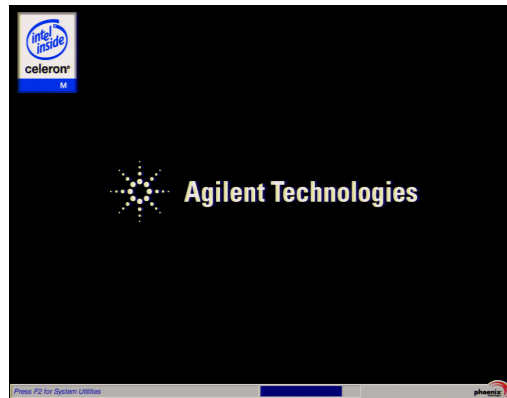 intel
inside
celeron®
M
Agilent Technologies
Press F2 for System Utilities
phoenix